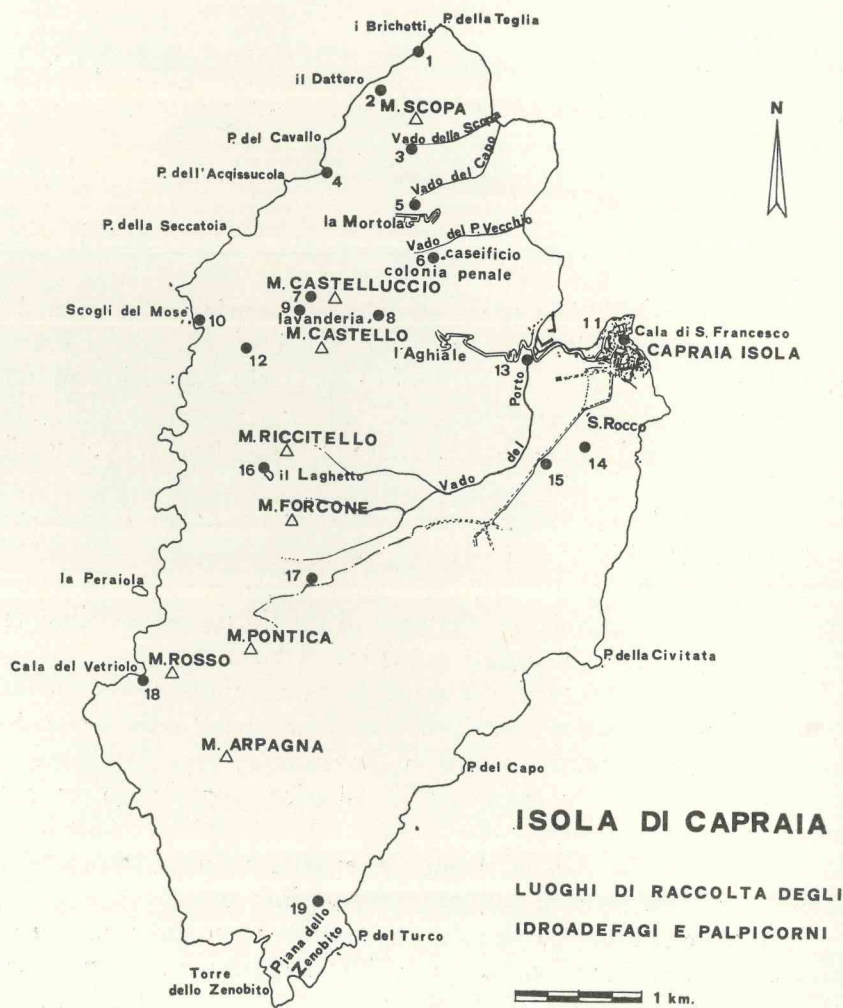 i Brichetti
P. della Teglia
1
il Dattero
2
M. SCOPA
N
P. del Cavallo
Vado della Scopa
3
P. dell'Acqissucola
4
Vado del Capo
5
la Mortola
P. della Seccatoia
Vado del P. Vecchio
6
caseificio
colonia penale
M. CASTELLUCCIO
7
9
lavanderia
8
Scogli del Mose
10
M. CASTELLO
11
Cala di S. Francesco
CAPRAIA ISOLA
12
l'Aghiale
13
Vado del Porto
S. Rocco
M. RICCITELLO
14
15
16
il Laghetto
M. FORCONE
17
la Peraiola
M. PONTICA
M. ROSSO
P. della Civitata
Cala del Vetriolo
18
M. ARPAGNA
P. del Capo
ISOLA DI CAPRAIA
LUOGHI DI RACCOLTA DEGLI
IDROADEFAGI E PALPICORNI
19
Piana dello
Zenobito
P. del Turco
Torre
dello Zenobito
1 km.